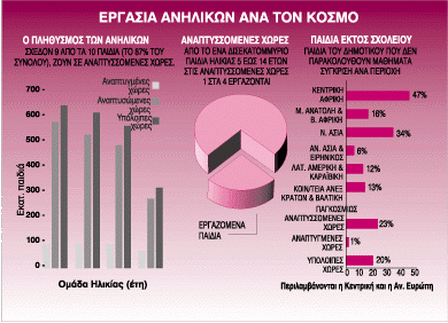 ΕΡΓΑΣΙΑ ΑΝΗΛΙΚΩΝ ΑΝΑ ΤΟΝ ΚΟΣΜΟ
Ο ΠΛΗΘΥΣΜΟΣ ΤΩΝ ΑΝΗΛΙΚΩΝ
ΣΧΕΔΟΝ 9 ΑΠΟ ΤΑ 10 ΠΑΙΔΙΑ (ΤΟ 87% ΤΟΥ
ΣΥΝΟΛΟΥ), ΖΟΥΝ ΣΕ ΑΝΑΠΤΥΣΣΟΜΕΝΕΣ ΧΩΡΕΣ.
Αναπτυγμένες
χώρες
Αναπτυσώμενες
χώρες
Υπόλοιπες
χώρες
700
600
500
400
300
200
100
0
Εκατ. παιδιά
Ομάδα Ηλικίας (έτη)
ΑΝΑΠΤΥΣΣΟΜΕΝΕΣ ΧΩΡΕΣ
ΑΠΟ ΤΟ ΕΝΑ ΔΙΣΕΚΑΤΟΜΜΥΡΙΟ
ΠΑΙΔΙΑ ΗΛΙΚΙΑΣ 5 ΕΩΣ 14 ΕΤΩΝ
ΣΤΙΣ ΑΝΑΠΤΥΣΣΟΜΕΝΕΣ ΧΩΡΕΣ
1 ΣΤΑ 4 ΕΡΓΑΖΟΝΤΑΙ
ΕΡΓΑΖΟΜΕΝΑ
ΠΑΙΔΙΑ
ΠΑΙΔΙΑ ΕΚΤΟΣ ΣΧΟΛΕΙΟΥ
ΠΑΙΔΙΑ ΤΟΥ ΔΗΜΟΤΙΚΟΥ ΠΟΥ ΔΕΝ
ΠΑΡΑΚΟΛΟΥΘΟΥΝ ΜΑΘΗΜΑΤΑ
ΣΥΓΚΡΙΣΗ ΑΝΑ ΠΕΡΙΟΧΗ
ΚΕΝΤΡΙΚΗ
ΑΦΡΙΚΗ
47%
Μ. ΑΝΑΤΟΛΗ &
Β. ΑΦΡΙΚΗ
16%
Ν. ΑΣΙΑ
34%
ΑΝ. ΑΣΙΑ &
ΕΙΡΗΝΙΚΟΣ
6%
ΛΑΤ. ΑΜΕΡΙΚΗ &
ΚΑΡΑΪΒΙΚΗ
12%
ΚΟΙΝ/ΤΕΙΑ ΑΝΕΞ
ΚΡΑΤΩΝ & ΒΑΛΤΙΚΗ
13%
ΠΑΓΚΟΣΜΙΩΣ
ΑΝΑΠΤΥΣΣΟΜΕΝΕΣ
ΧΩΡΕΣ
23%
ΑΝΑΠΤΥΓΜΕΝΕΣ
ΧΩΡΕΣ
1%
ΥΠΟΛΟΙΠΕΣ
ΧΩΡΕΣ
20%
0 10 20 30 40 50
Περιλαμβάνονται η Κεντρική και η Αν. Ευρώπη